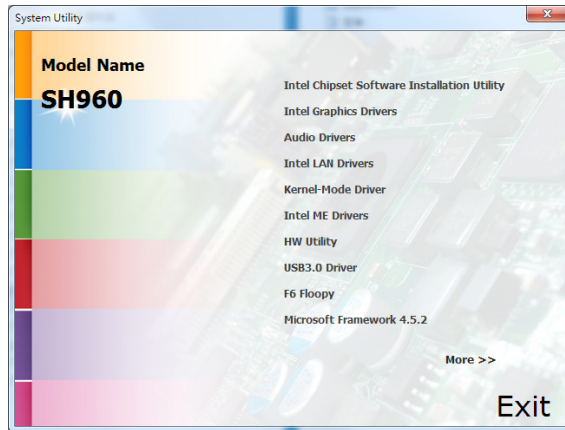 System Utility
Model Name
SH960
Intel Chipset Software Installation Utility
Intel Graphics Drivers
Audio Drivers
Intel LAN Drivers
Kernel-Mode Driver
Intel ME Drivers
HW Utility
USB3.0 Driver
F6 Floopy
Microsoft Framework 4.5.2
More >>
Exit